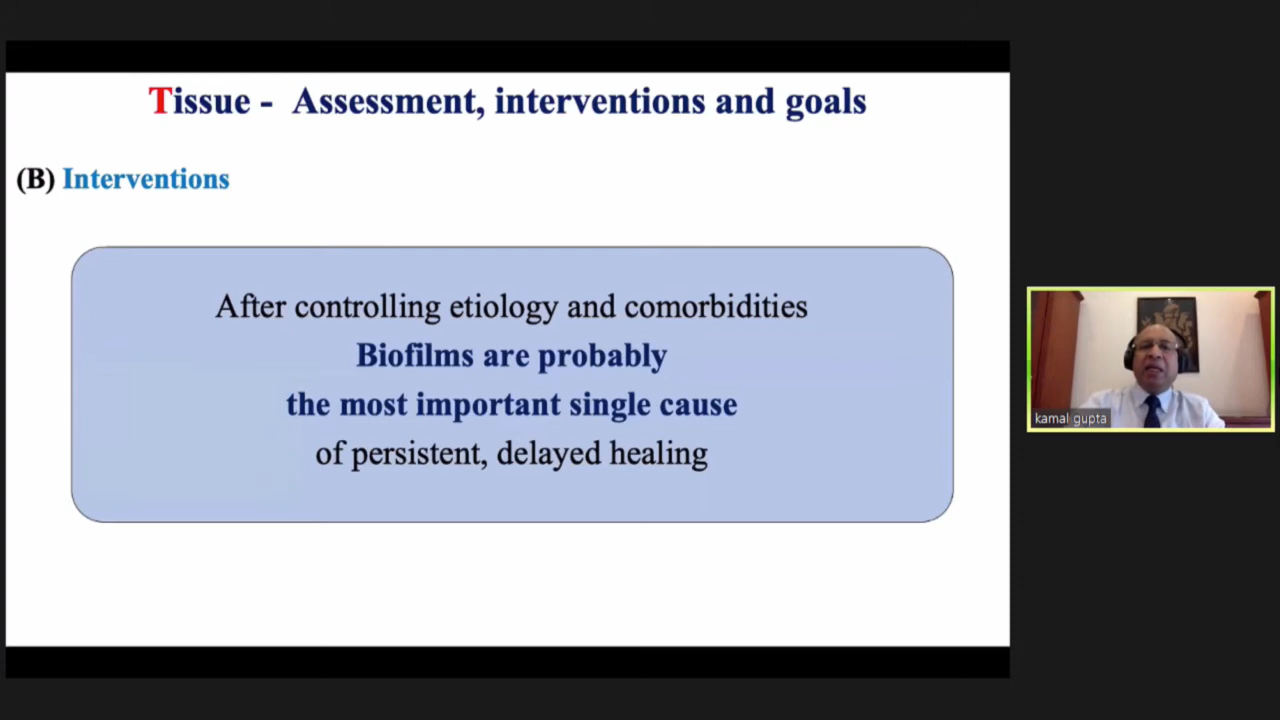 Tissue - Assessment, interventions and goals
(B) Interventions
After controlling etiology and comorbidities
Biofilms are probably
the most important single cause
of persistent, delayed healing
kamal gupta